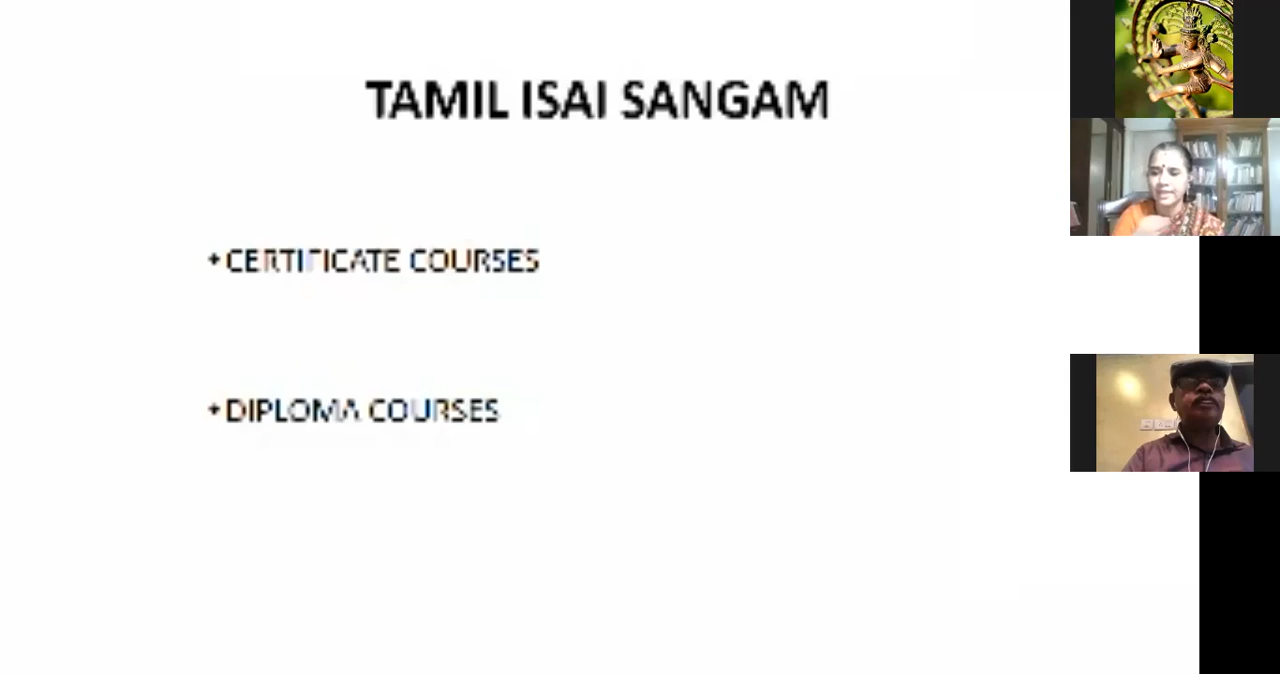 TAMIL ISAI SANGAM
• CERTIFICATE COURSES
• DIPLOMA COURSES